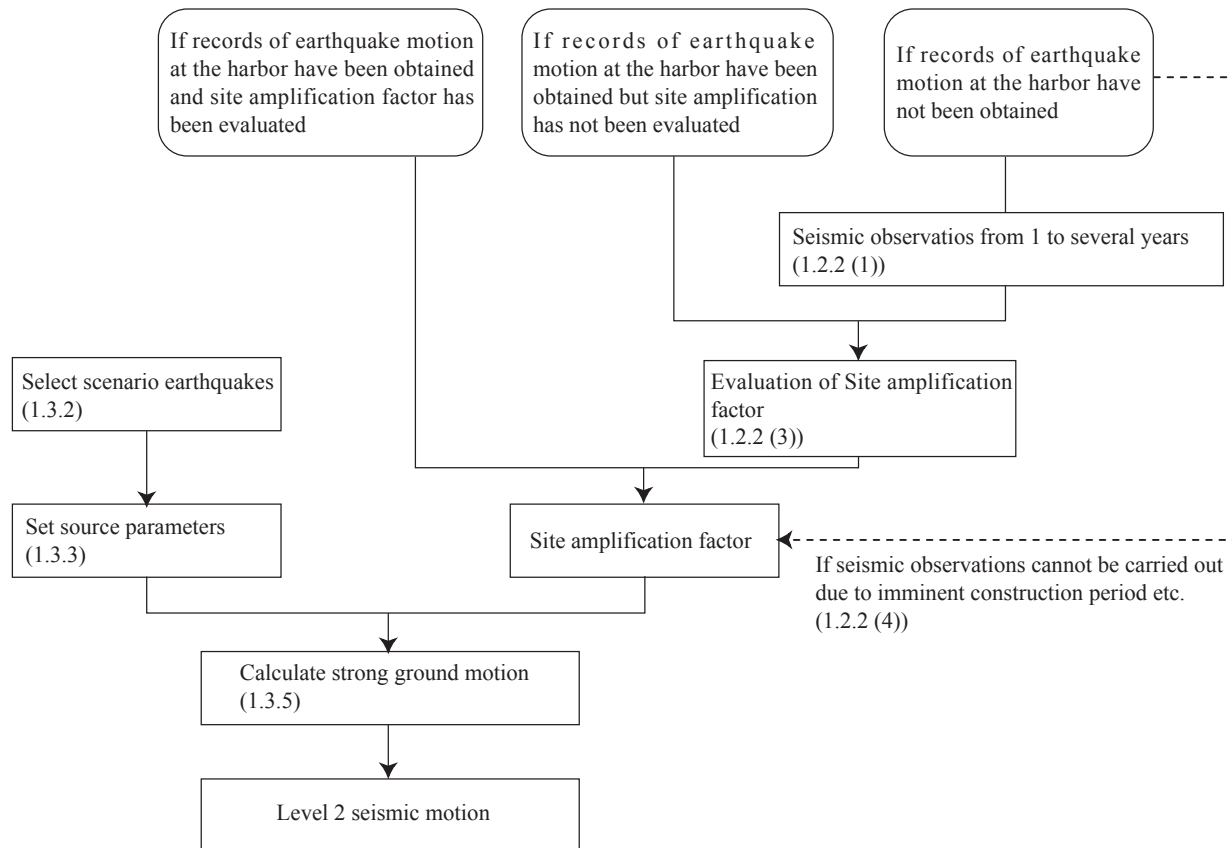 If records of earthquake motion
at the harbor have been obtained
and site amplification factor has
been evaluated
If records of earthquake
motion at the harbor have been
obtained but site amplification
has not been evaluated
If records of earthquake
motion at the harbor have
not been obtained
Seismic observatios from 1 to several years
(1.2.2 (1))
Select scenario earthquakes
(1.3.2)
Evaluation of Site amplification
factor
(1.2.2 (3))
Set source parameters
(1.3.3)
Site amplification factor
If seismic observations cannot be carried out
due to imminent construction period etc.
(1.2.2 (4))
Calculate strong ground motion
(1.3.5)
Level 2 seismic motion